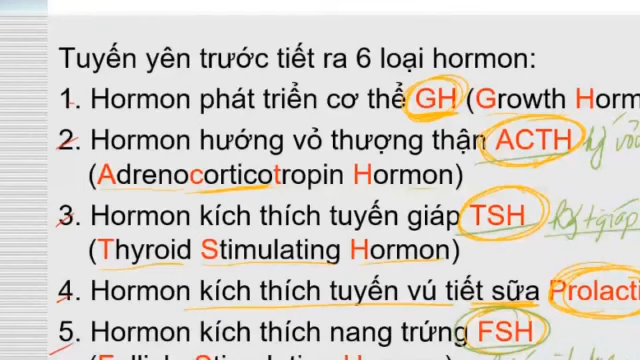 Tuyến yên trước tiết ra 6 loại hormon:
1. Hormon phát triển cơ thể GH (Growth Horm
2. Hormon hướng vỏ thượng thận ACTH
(Adrenocorticotropin Hormon)
3. Hormon kích thích tuyến giáp TSH
(Thyroid Stimulating Hormon)
4. Hormon kích thích tuyến vú tiết sữa Prolacti
5. Hormon kích thích nang trứng FSH